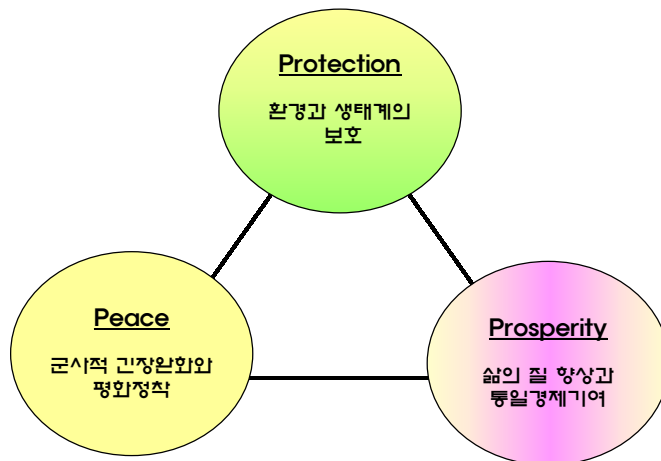 Protection
환경과 생태계의
보호
Peace
군사적 긴장완화와
평화정착
Prosperity
삶의 질 향상과
통일경제기여